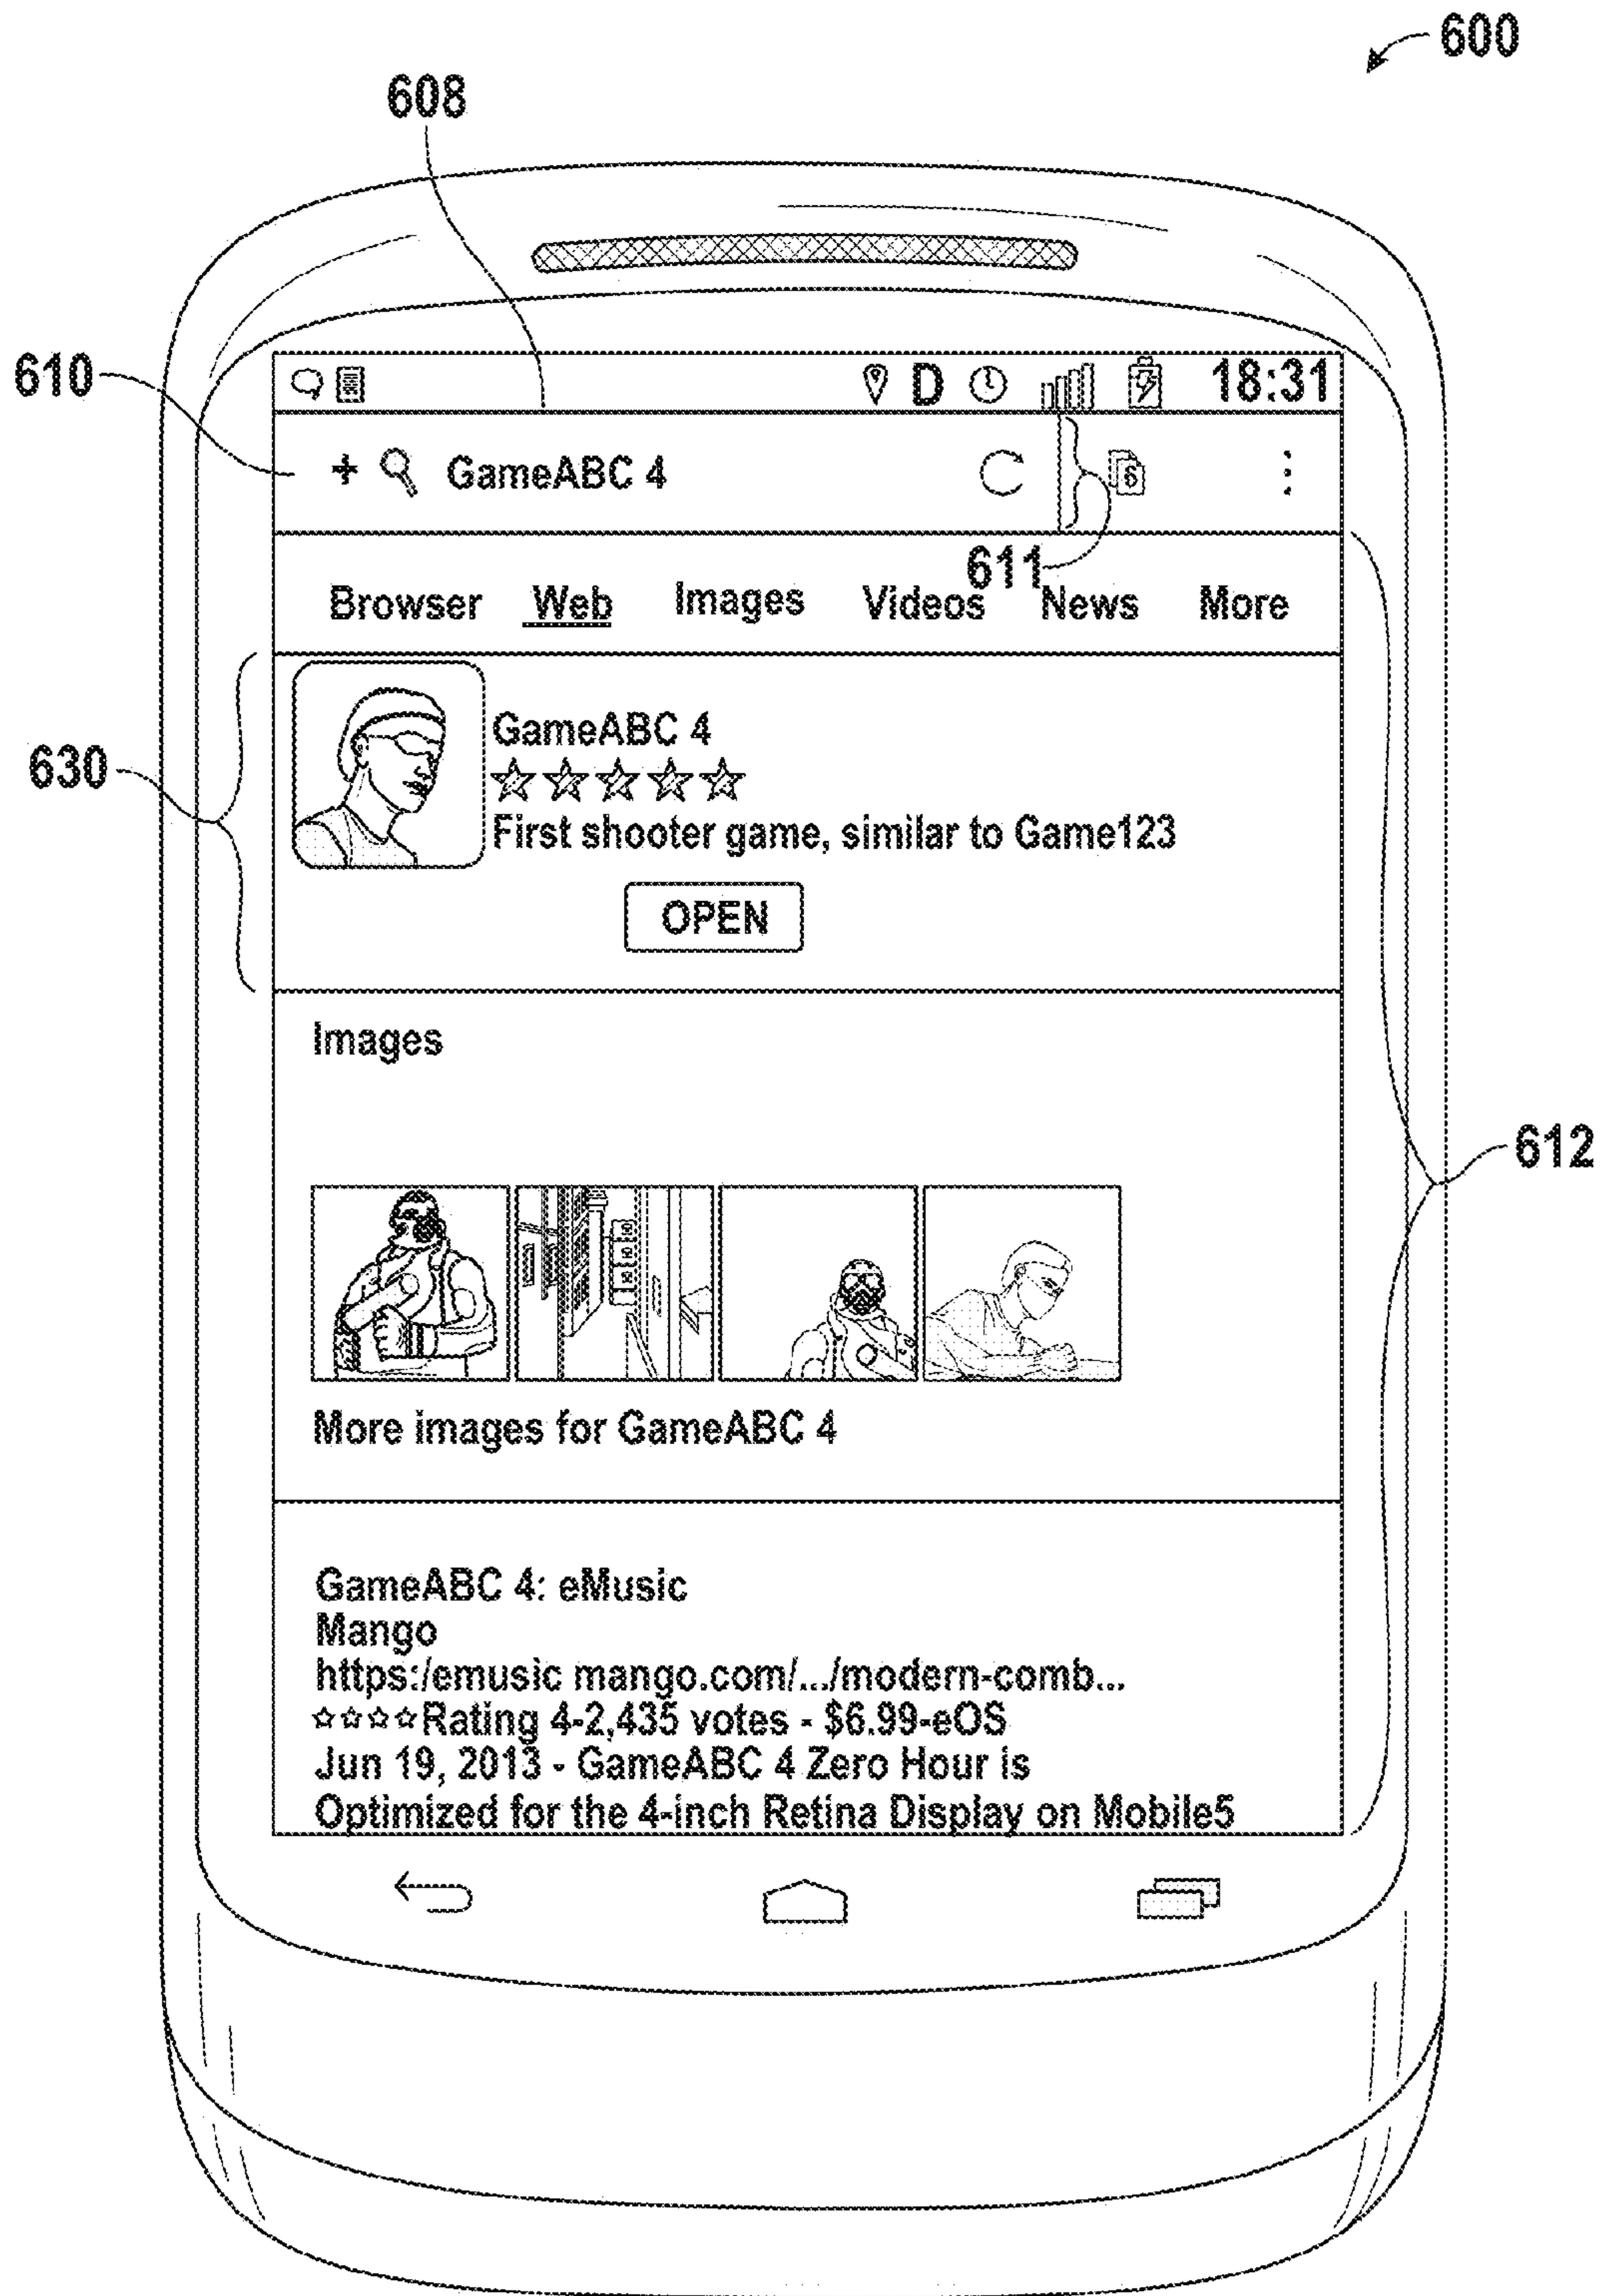 600
608
610
D 18:31
+ GameABC 4 6
611
Browser Web Images Videos News More
630
GameABC 4
First shooter game, similar to Game123
OPEN
Images
612
More images for GameABC 4
GameABC 4: eMusic
Mango
https:/emusic mango.com/.../modern-comb...
☆☆☆☆Rating 4-2,435 votes - $6.99-eOS
Jun 19, 2013 - GameABC 4 Zero Hour is
Optimized for the 4-inch Retina Display on Mobile5